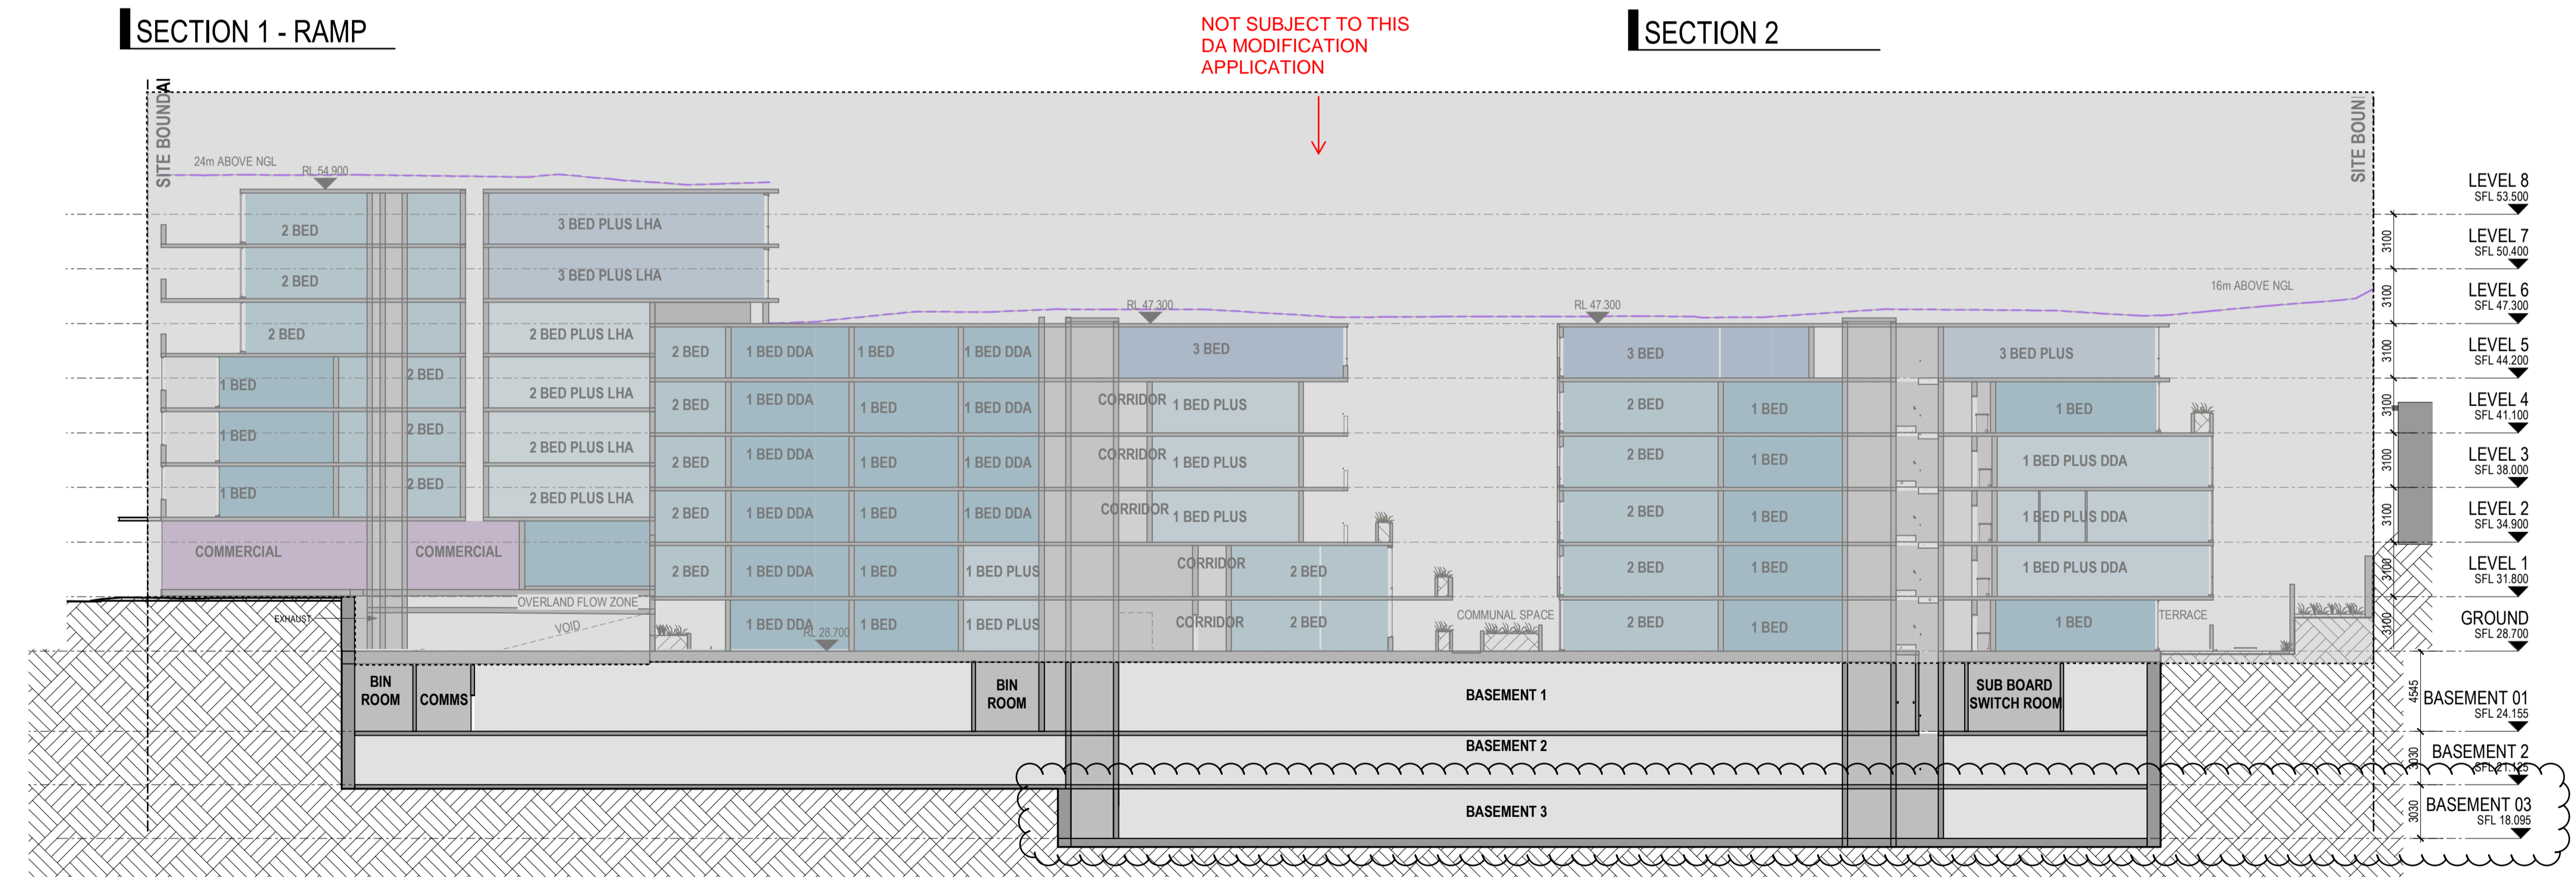 SECTION 1 - RAMP
NOT SUBJECT TO THIS
DA MODIFICATION
APPLICATION
SECTION 2
SITE BOUNDA
SITE BOUN
24m ABOVE NGL
RL 54.900
16m ABOVE NGL
RL 47.300
RL 47.300
2 BED
3 BED PLUS LHA
2 BED
3 BED PLUS LHA
2 BED
2 BED PLUS LHA
2 BED
1 BED DDA
1 BED
1 BED DDA
3 BED
3 BED
3 BED PLUS
1 BED
2 BED
2 BED PLUS LHA
2 BED
1 BED DDA
1 BED
1 BED DDA
CORRIDOR
1 BED PLUS
2 BED
1 BED
1 BED
1 BED
2 BED
2 BED PLUS LHA
2 BED
1 BED DDA
1 BED
1 BED DDA
CORRIDOR
1 BED PLUS
2 BED
1 BED
1 BED PLUS DDA
1 BED
2 BED
2 BED PLUS LHA
2 BED
1 BED DDA
1 BED
1 BED DDA
CORRIDOR
1 BED PLUS
2 BED
1 BED
1 BED PLUS DDA
COMMERCIAL
COMMERCIAL
2 BED
1 BED DDA
1 BED
1 BED PLUS
CORRIDOR
2 BED
2 BED
1 BED
1 BED PLUS DDA
OVERLAND FLOW ZONE
EXHAUST
VOID
1 BED DDA
RL 28.700
1 BED
1 BED PLUS
CORRIDOR
2 BED
COMMUNAL SPACE
2 BED
1 BED
1 BED
TERRACE
BIN
ROOM
COMMS
BIN
ROOM
BASEMENT 1
SUB BOARD
SWITCH ROOM
BASEMENT 2
BASEMENT 3
LEVEL 8
SFL 53.500
3100
LEVEL 7
SFL 50.400
3100
LEVEL 6
SFL 47.300
3100
LEVEL 5
SFL 44.200
3100
LEVEL 4
SFL 41.100
3100
LEVEL 3
SFL 38.000
3100
LEVEL 2
SFL 34.900
3100
LEVEL 1
SFL 31.800
3100
GROUND
SFL 28.700
4545
BASEMENT 01
SFL 24.155
3030
BASEMENT 2
SFL 21.125
3030
BASEMENT 03
SFL 18.095